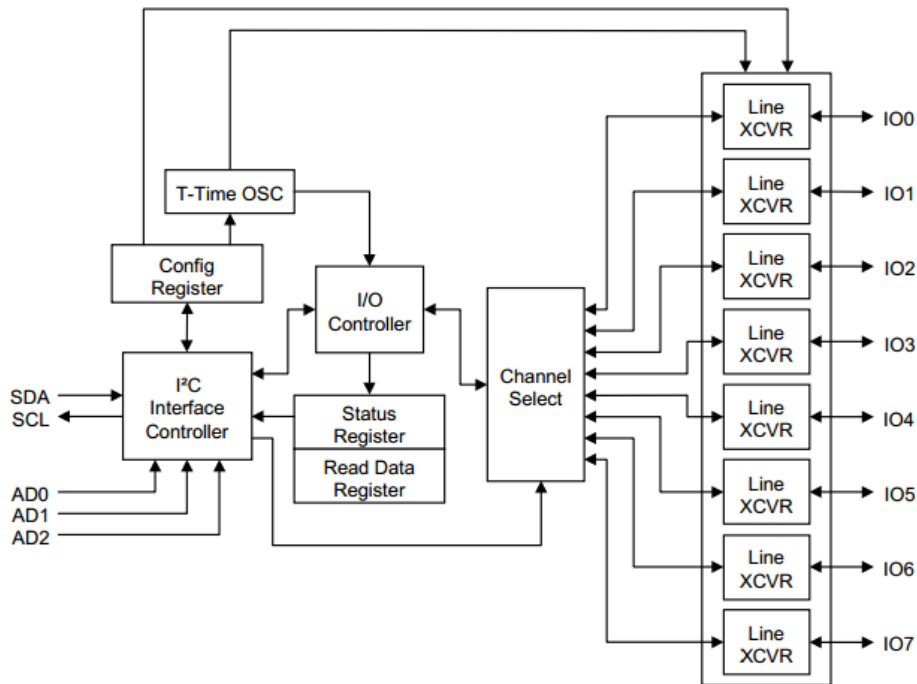 Line
XCVR
IO0
T-Time OSC
Line
XCVR
IO1
Config
Register
Line
XCVR
IO2
I/O
Controller
Line
XCVR
IO3
I²C
Interface
Controller
SDA
SCL
Channel
Select
Status
Register
Line
XCVR
IO4
Read Data
Register
AD0
AD1
AD2
Line
XCVR
IO5
Line
XCVR
IO6
Line
XCVR
IO7